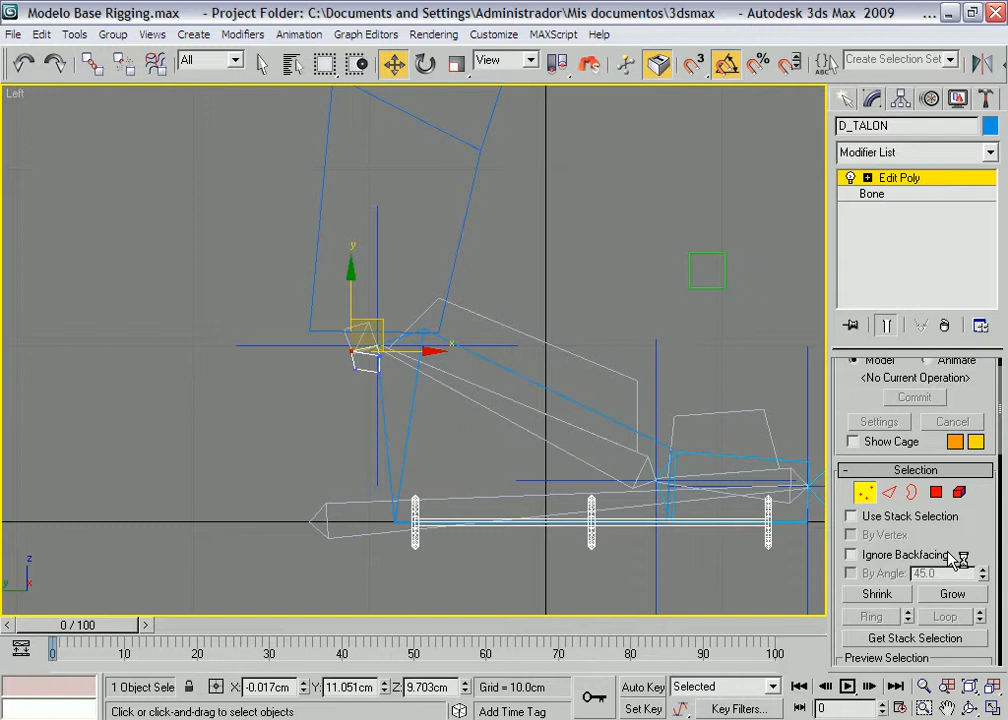 Modelo Base Rigging.max - Project Folder: C:\Documents and Settings\Administrador\Mis documentos\3dsmax - Autodesk 3ds Max 2009 ...
File Edit Tools Group Views Create Modifiers Animation Graph Editors Rendering Customize MAXScript Help
All View 3 ABC Create Selection Set
Left
D_TALON
Modifier List
Edit Poly
Bone
y
x
Model Animate
<No Current Operation>
Commit
Settings Cancel
Show Cage
- Selection
Use Stack Selection
By Vertex
Ignore Backfacing
By Angle: 45.0
Shrink Grow
Ring Loop
Get Stack Selection
Preview Selection
z
y x
< 0 / 100 >
0 10 20 30 40 50 60 70 80 90 100
1 Object Sele X: -0.017cm Y: 11.051cm Z: 9.703cm Grid = 10.0cm Auto Key Selected
Click or click-and-drag to select objects Add Time Tag Set Key Key Filters... 0